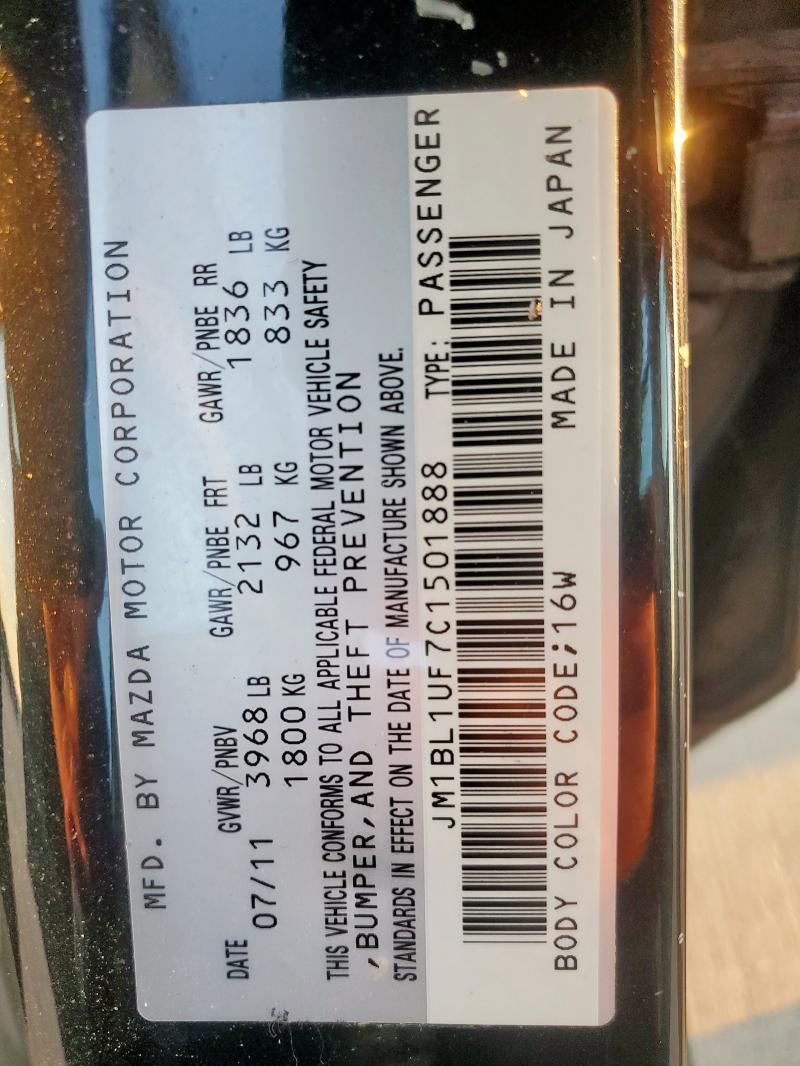 MFD. BY MAZDA MOTOR CORPORATION
DATE GVWR/PNBV GAWR/PNBE FRT GAWR/PNBE RR
07/11 3968 LB 2132 LB 1836 LB
1800 KG 967 KG 833 KG
THIS VEHICLE CONFORMS TO ALL APPLICABLE FEDERAL MOTOR VEHICLE SAFETY
,BUMPER,AND THEFT PREVENTION
STANDARDS IN EFFECT ON THE DATE OF MANUFACTURE SHOWN ABOVE.
JM1BL1UF7C1501888 TYPE: PASSENGER
BODY COLOR CODE;16W MADE IN JAPAN